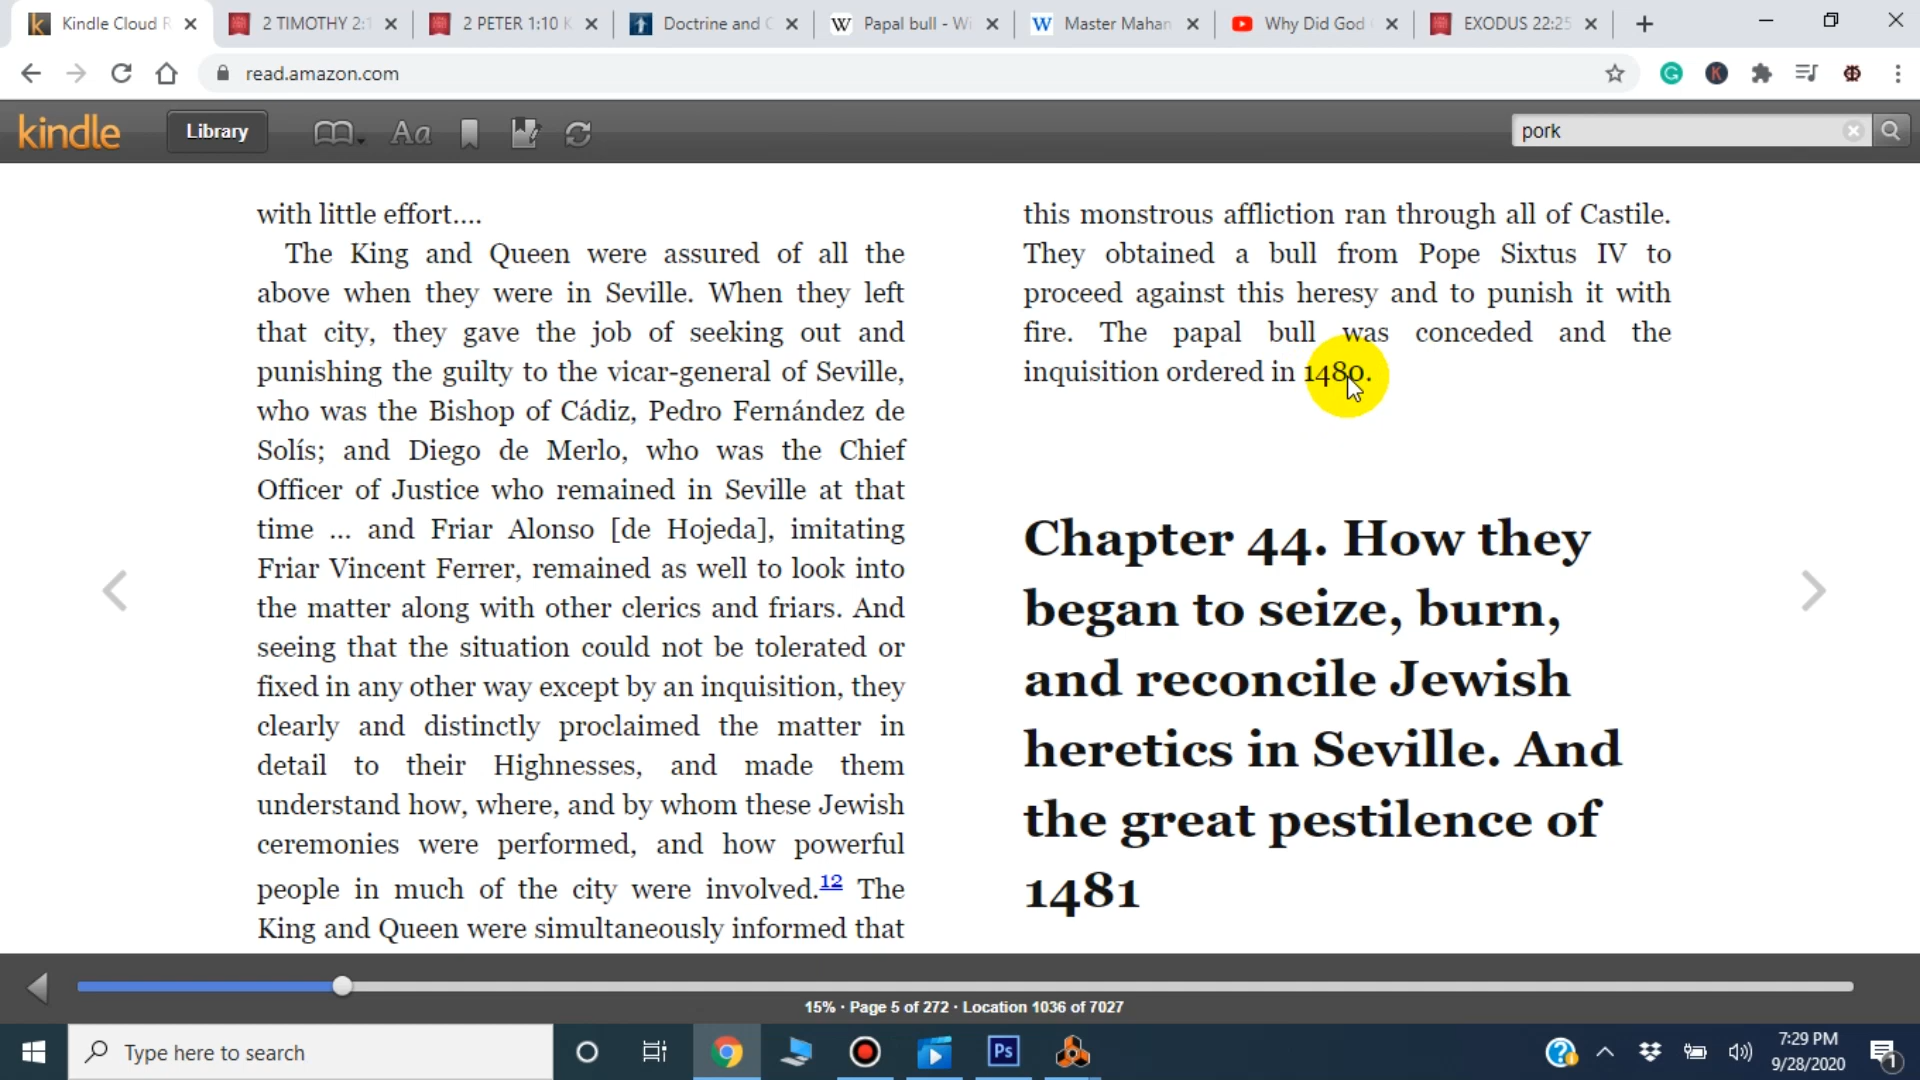 Kindle Cloud R
2 TIMOTHY 2:1
2 PETER 1:10 K
Doctrine and C
Papal bull - Wi
Master Mahan
Why Did God
EXODUS 22:25
read.amazon.com
kindle
Library
Aa
pork
with little effort....
The King and Queen were assured of all the
above when they were in Seville. When they left
that city, they gave the job of seeking out and
punishing the guilty to the vicar-general of Seville,
who was the Bishop of Cádiz, Pedro Fernández de
Solís; and Diego de Merlo, who was the Chief
Officer of Justice who remained in Seville at that
time ... and Friar Alonso [de Hojeda], imitating
Friar Vincent Ferrer, remained as well to look into
the matter along with other clerics and friars. And
seeing that the situation could not be tolerated or
fixed in any other way except by an inquisition, they
clearly and distinctly proclaimed the matter in
detail to their Highnesses, and made them
understand how, where, and by whom these Jewish
ceremonies were performed, and how powerful
people in much of the city were involved.12 The
King and Queen were simultaneously informed that
this monstrous affliction ran through all of Castile.
They obtained a bull from Pope Sixtus IV to
proceed against this heresy and to punish it with
fire. The papal bull was conceded and the
inquisition ordered in 1480.
Chapter 44. How they
began to seize, burn,
and reconcile Jewish
heretics in Seville. And
the great pestilence of
1481
15% · Page 5 of 272 · Location 1036 of 7027
Type here to search
Ps
7:29 PM
9/28/2020
1